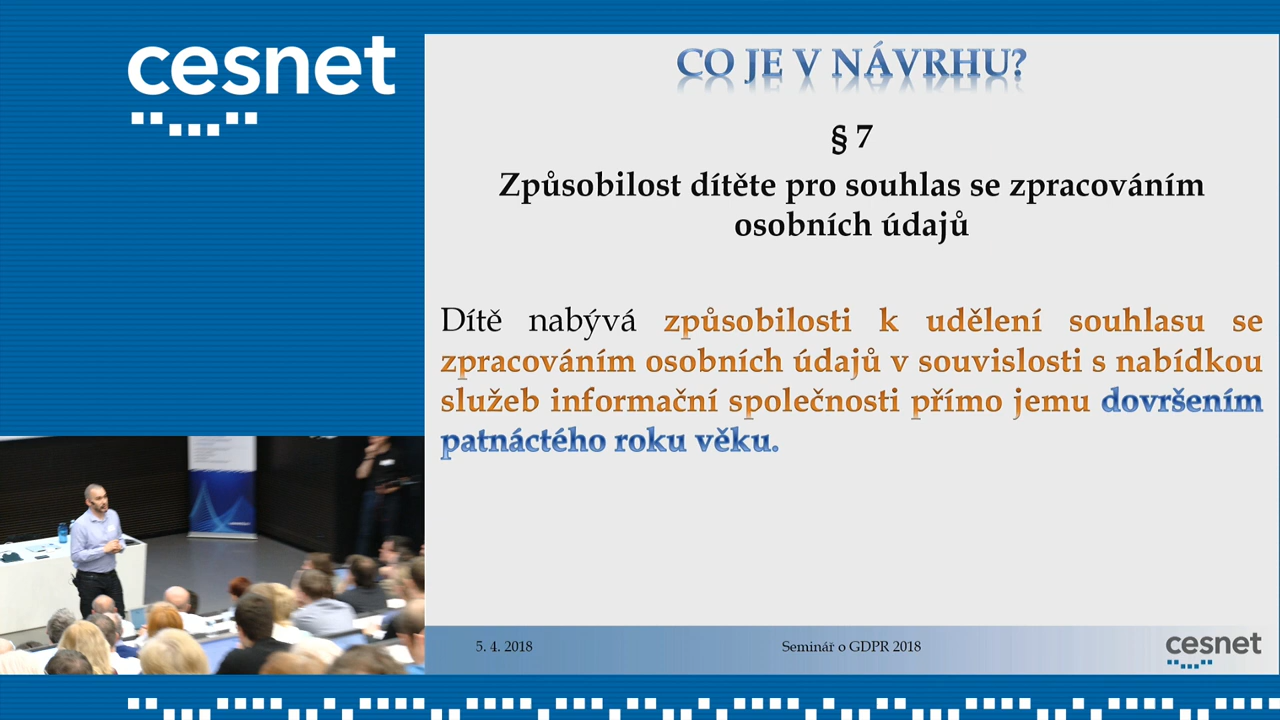 cesnet
CO JE V NÁVRHU?
§ 7
Způsobilost dítěte pro souhlas se zpracováním
osobních údajů
Dítě nabývá způsobilosti k udělení souhlasu se
zpracováním osobních údajů v souvislosti s nabídkou
služeb informační společnosti přímo jemu dovršením
patnáctého roku věku.
5. 4. 2018
Seminář o GDPR 2018
cesnet